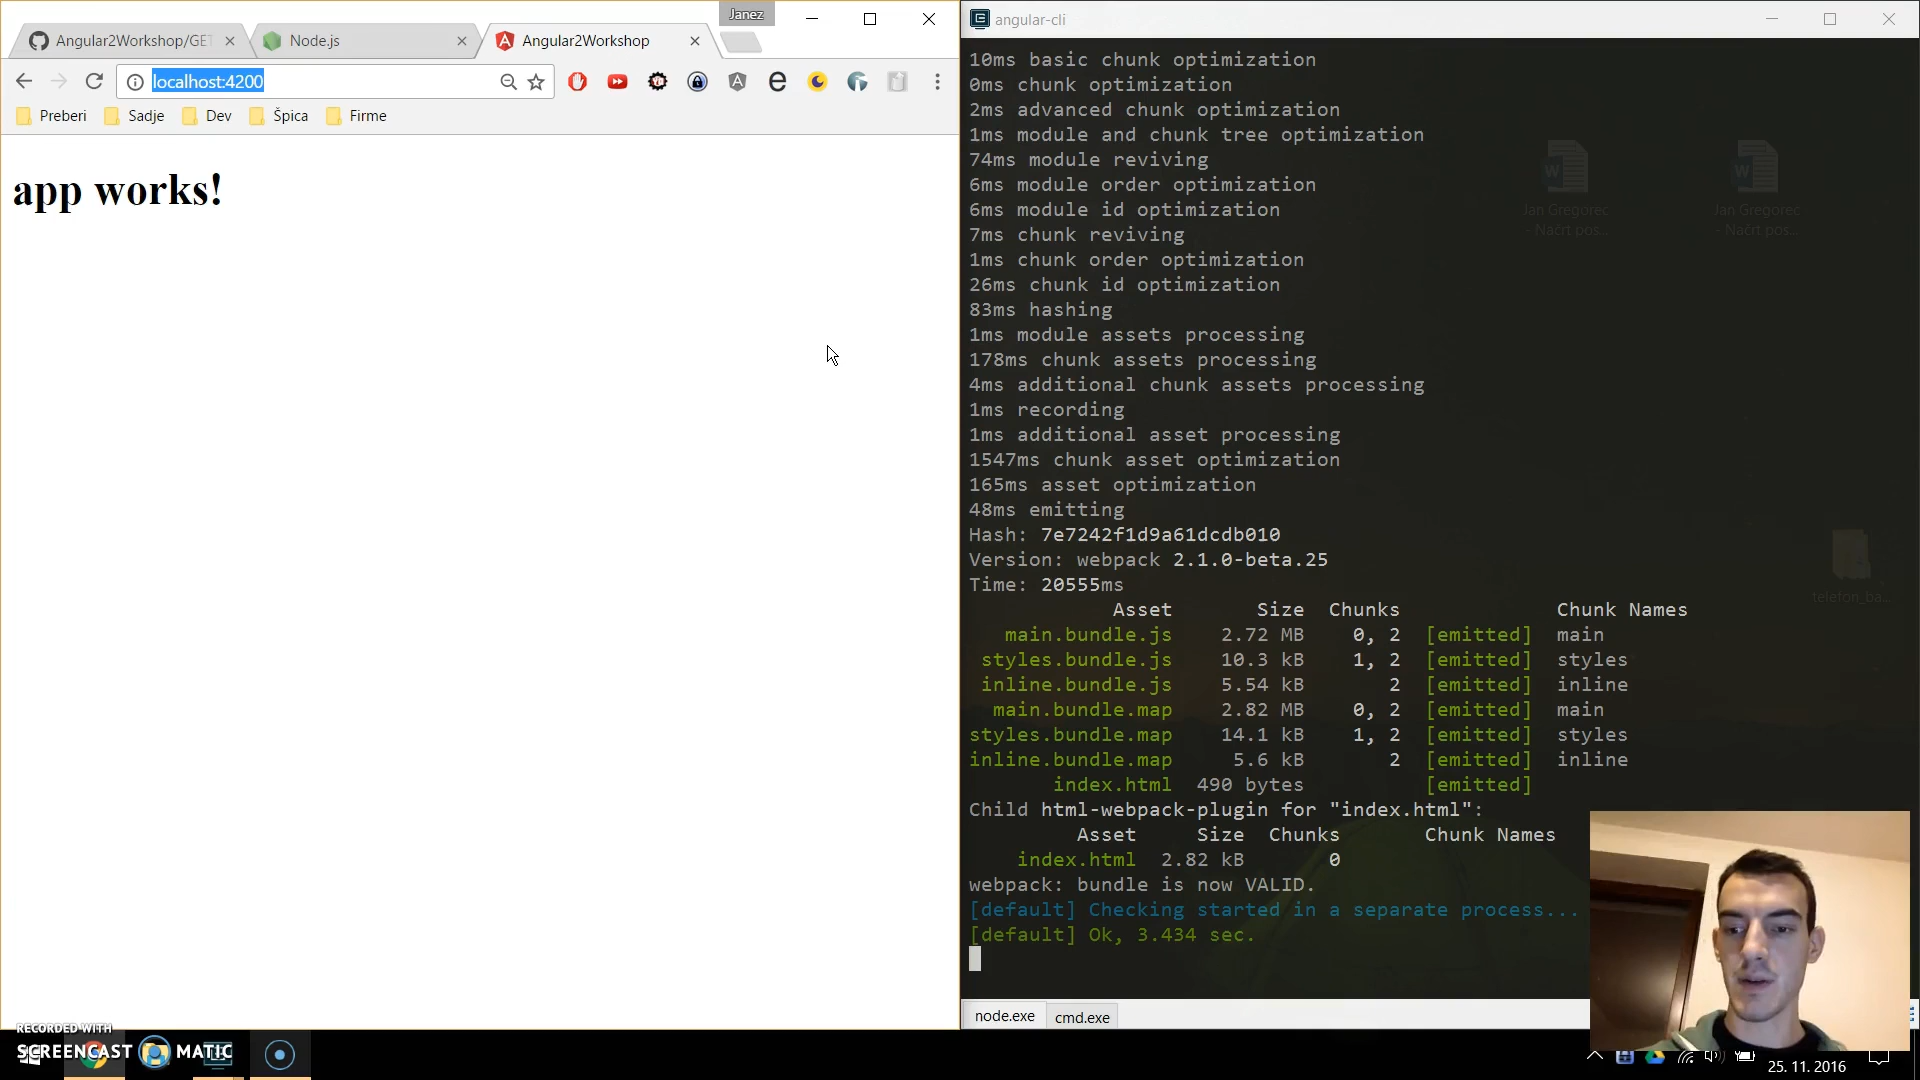 Janez
Angular2Workshop/GET
Node.js
Angular2Workshop
localhost:4200
Preberi
Sadje
Dev
Špica
Firme
app works!
angular-cli
10ms basic chunk optimization
0ms chunk optimization
2ms advanced chunk optimization
1ms module and chunk tree optimization
74ms module reviving
6ms module order optimization
6ms module id optimization
7ms chunk reviving
1ms chunk order optimization
26ms chunk id optimization
83ms hashing
1ms module assets processing
178ms chunk assets processing
4ms additional chunk assets processing
1ms recording
1ms additional asset processing
1547ms chunk asset optimization
165ms asset optimization
48ms emitting
Hash: 7e7242f1d9a61dcdb010
Version: webpack 2.1.0-beta.25
Time: 20555ms
Asset Size Chunks Chunk Names
main.bundle.js 2.72 MB 0, 2 [emitted] main
styles.bundle.js 10.3 kB 1, 2 [emitted] styles
inline.bundle.js 5.54 kB 2 [emitted] inline
main.bundle.map 2.82 MB 0, 2 [emitted] main
styles.bundle.map 14.1 kB 1, 2 [emitted] styles
inline.bundle.map 5.6 kB 2 [emitted] inline
index.html 490 bytes [emitted]
Child html-webpack-plugin for "index.html":
Asset Size Chunks Chunk Names
index.html 2.82 kB 0
webpack: bundle is now VALID.
[default] Checking started in a separate process...
[default] Ok, 3.434 sec.
Jan Gregorec
- Načrt pos...
Jan Gregorec
- Načrt pos...
telefon_ba...
node.exe
cmd.exe
RECORDED WITH
SCREENCAST MATIC
25. 11. 2016